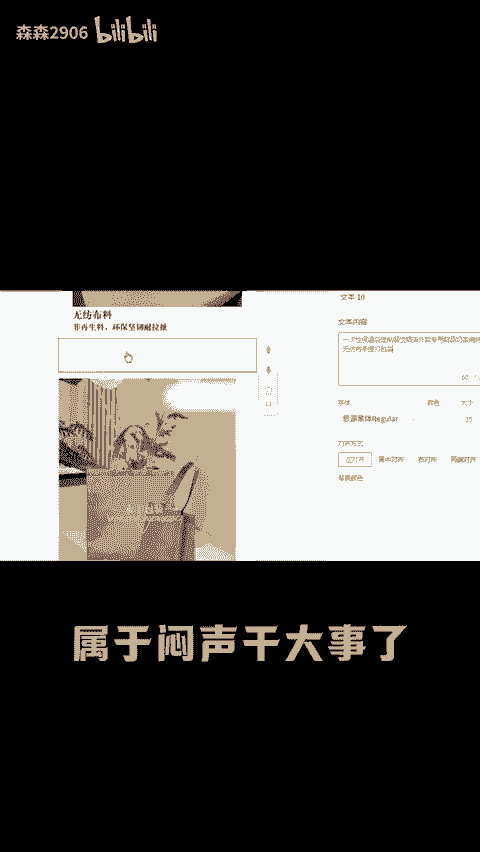 森森2906 bilibili
无纺布料
非再生料，环保坚韧耐拉扯
文本 10
文本内容
字体
颜色
大小
思源黑体Regular
15
对齐方式
左对齐
居中对齐
右对齐
两端对齐
背景颜色
属于闷声干大事了